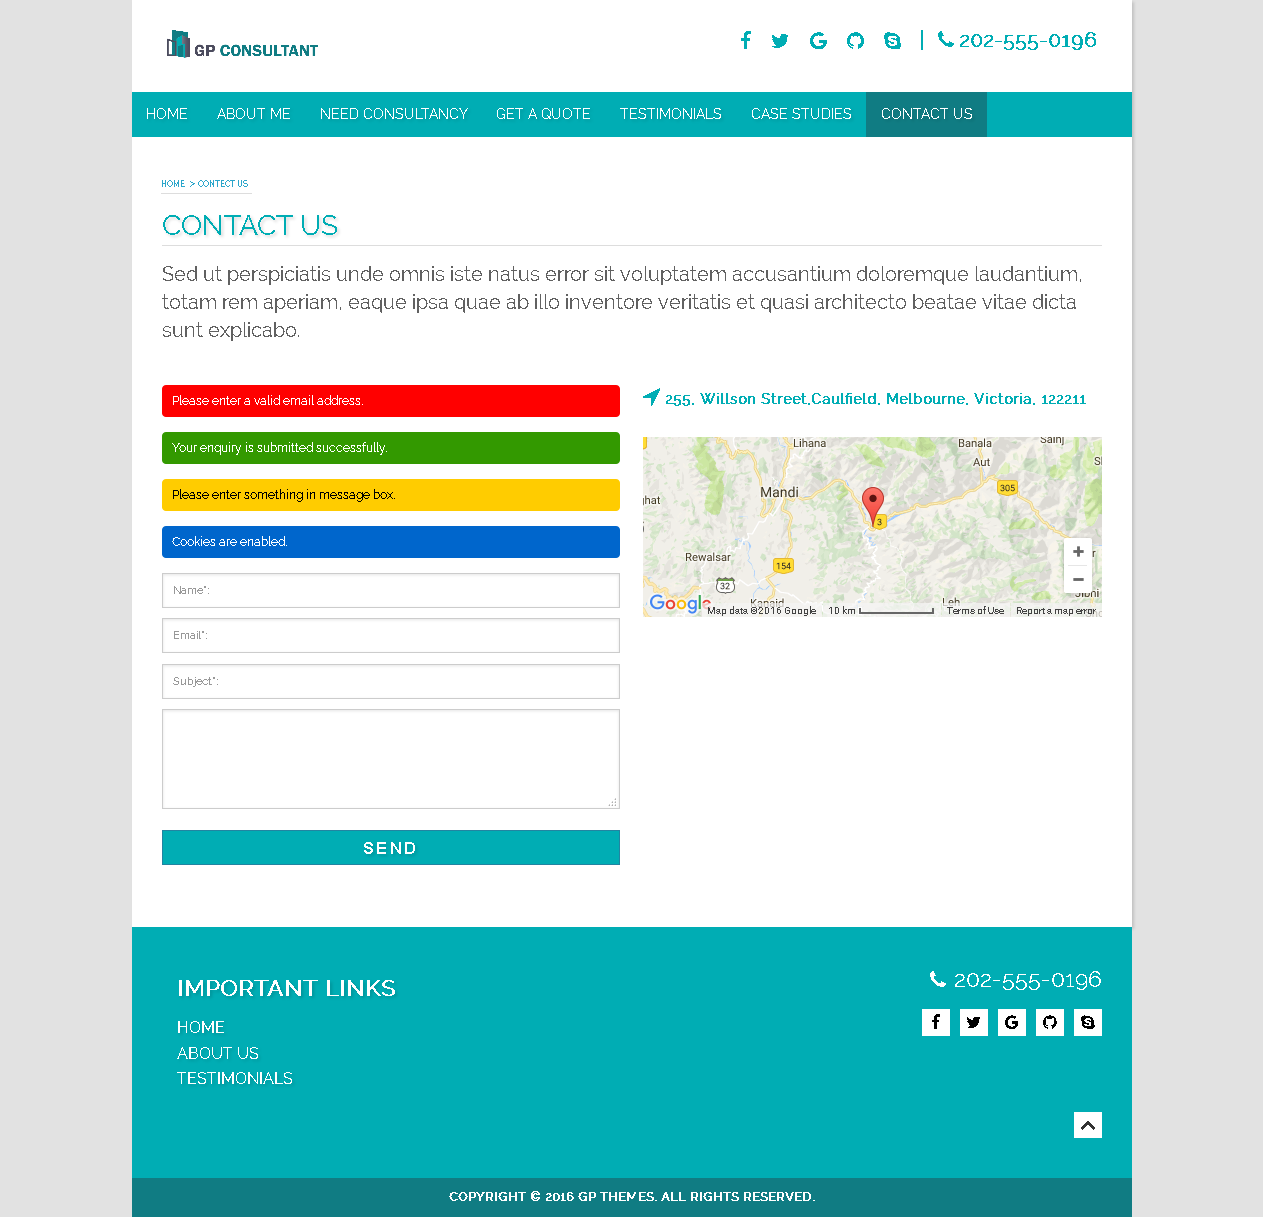 GP CONSULTANT
202-555-0196
HOME ABOUT ME NEED CONSULTANCY GET A QUOTE TESTIMONIALS CASE STUDIES CONTACT US
HOME > CONTECT US
CONTACT US
Sed ut perspiciatis unde omnis iste natus error sit voluptatem accusantium doloremque laudantium,
totam rem aperiam, eaque ipsa quae ab illo inventore veritatis et quasi architecto beatae vitae dicta
sunt explicabo.
Please enter a valid email address.
Your enquiry is submitted successfully.
Please enter something in message box.
Cookies are enabled.
Name*:
Email*:
Subject*:
SEND
255, Willson Street,Caulfield, Melbourne, Victoria, 122211
Lihana
Banala
Sainj
Aut
Mandi
305
3
Rewalsar
154
32
Google
Map data ©2016 Google 10 km Terms of Use Report a map error
IMPORTANT LINKS
HOME
ABOUT US
TESTIMONIALS
202-555-0196
COPYRIGHT © 2016 GP THEMES. ALL RIGHTS RESERVED.